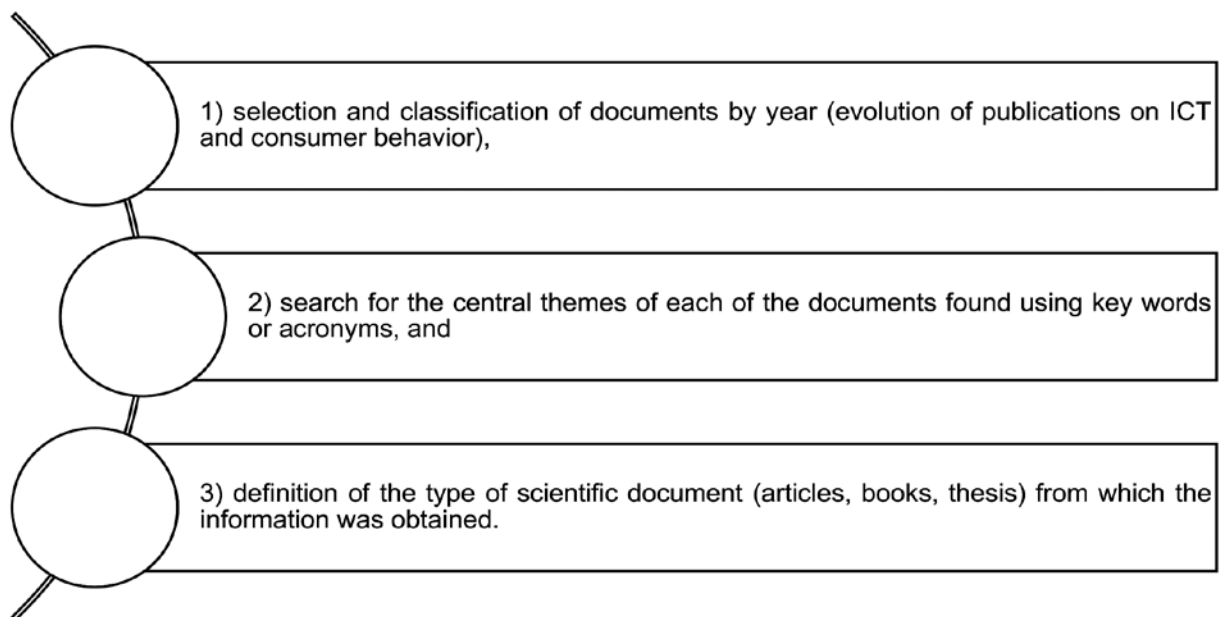 1) selection and classification of documents by year (evolution of publications on ICT
and consumer behavior),
2) search for the central themes of each of the documents found using key words
or acronyms, and
3) definition of the type of scientific document (articles, books, thesis) from which the
information was obtained.